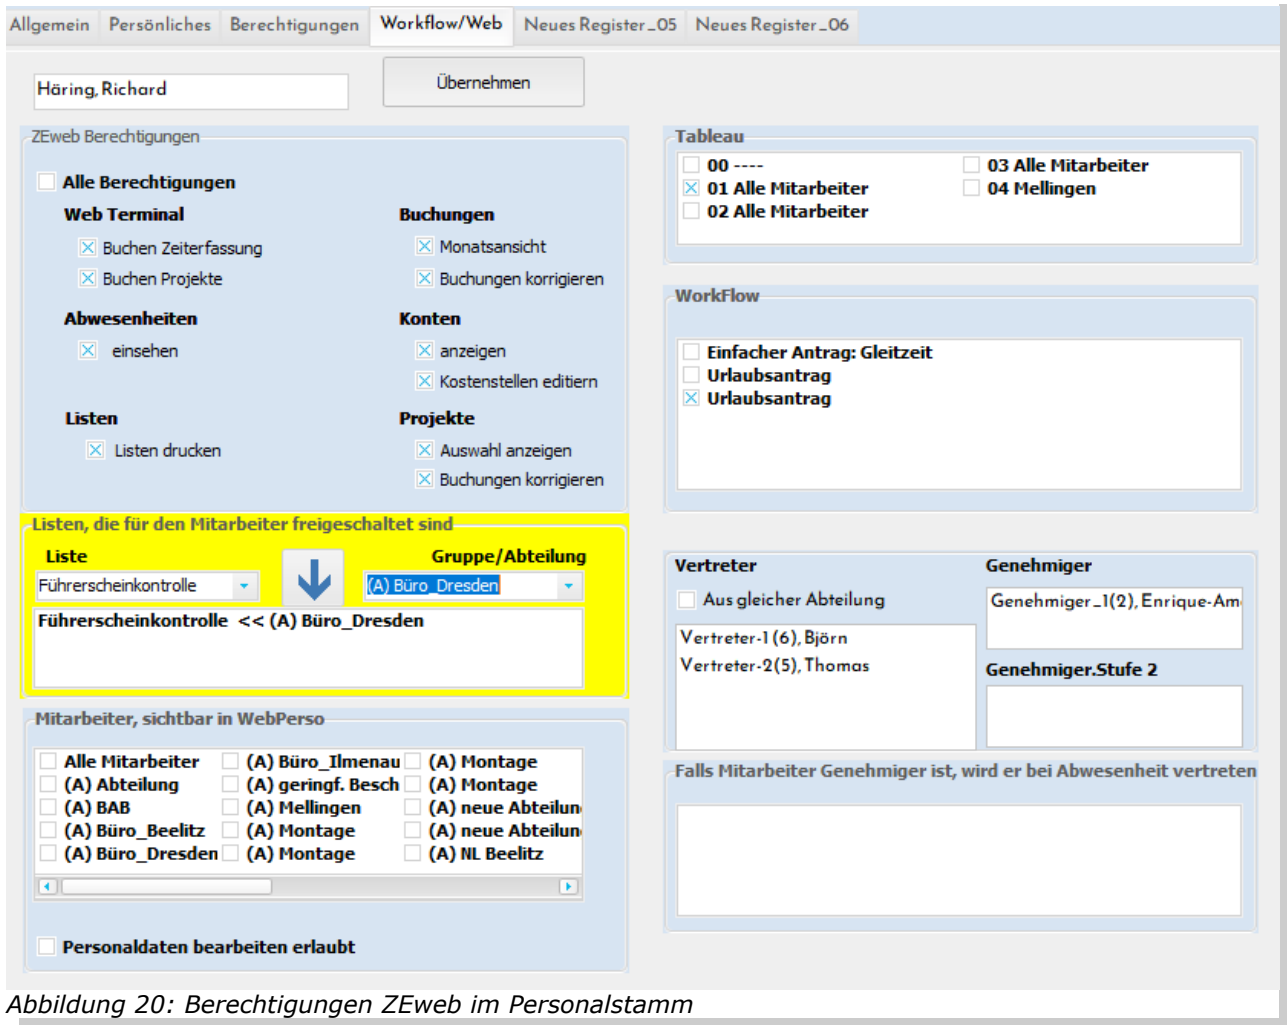 Allgemein Persönliches Berechtigungen Workflow/Web Neues Register_05 Neues Register_06
Häring, Richard
Übernehmen
ZEweb Berechtigungen
Alle Berechtigungen
Web Terminal
Buchen Zeiterfassung
Buchen Projekte
Buchungen
Monatsansicht
Buchungen korrigieren
Abwesenheiten
einsehen
Konten
anzeigen
Kostenstellen editiern
Listen
Listen drucken
Projekte
Auswahl anzeigen
Buchungen korrigieren
Listen, die für den Mitarbeiter freigeschaltet sind
Liste
Gruppe/Abteilung
Führerscheinkontrolle
(A) Büro_Dresden
Führerscheinkontrolle << (A) Büro_Dresden
Mitarbeiter, sichtbar in WebPerso
Alle Mitarbeiter (A) Büro_Ilmenau (A) Montage
(A) Abteilung (A) geringf. Besch (A) Montage
(A) BAB (A) Mellingen (A) neue Abteilun
(A) Büro_Beelitz (A) Montage (A) neue Abteilun
(A) Büro_Dresden (A) Montage (A) NL Beelitz
Personaldaten bearbeiten erlaubt
Tableau
00 ---- 03 Alle Mitarbeiter
01 Alle Mitarbeiter 04 Mellingen
02 Alle Mitarbeiter
WorkFlow
Einfacher Antrag: Gleitzeit
Urlaubsantrag
Urlaubsantrag
Vertreter
Aus gleicher Abteilung
Vertreter-1 (6), Björn
Vertreter-2(5), Thomas
Genehmiger
Genehmiger_1(2), Enrique-Am
Genehmiger.Stufe 2
Falls Mitarbeiter Genehmiger ist, wird er bei Abwesenheit vertreten
Abbildung 20: Berechtigungen ZEweb im Personalstamm